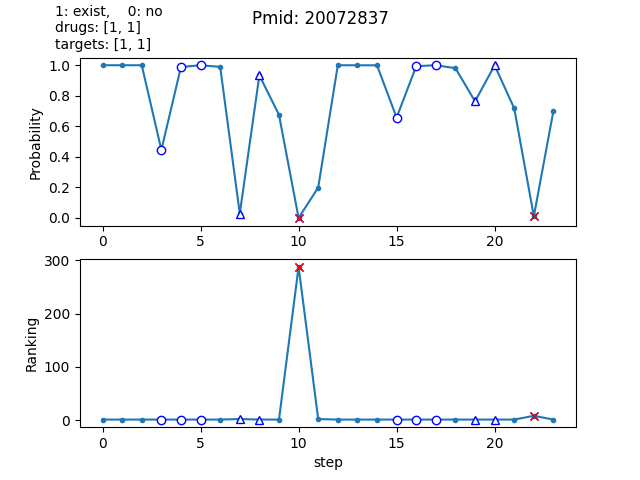 1: exist,    0: no
drugs: [1, 1]
targets: [1, 1]
Pmid: 20072837
Probability
1.0
0.8
0.6
0.4
0.2
0.0
0 5 10 15 20
Ranking
300
200
100
0
0 5 10 15 20
step